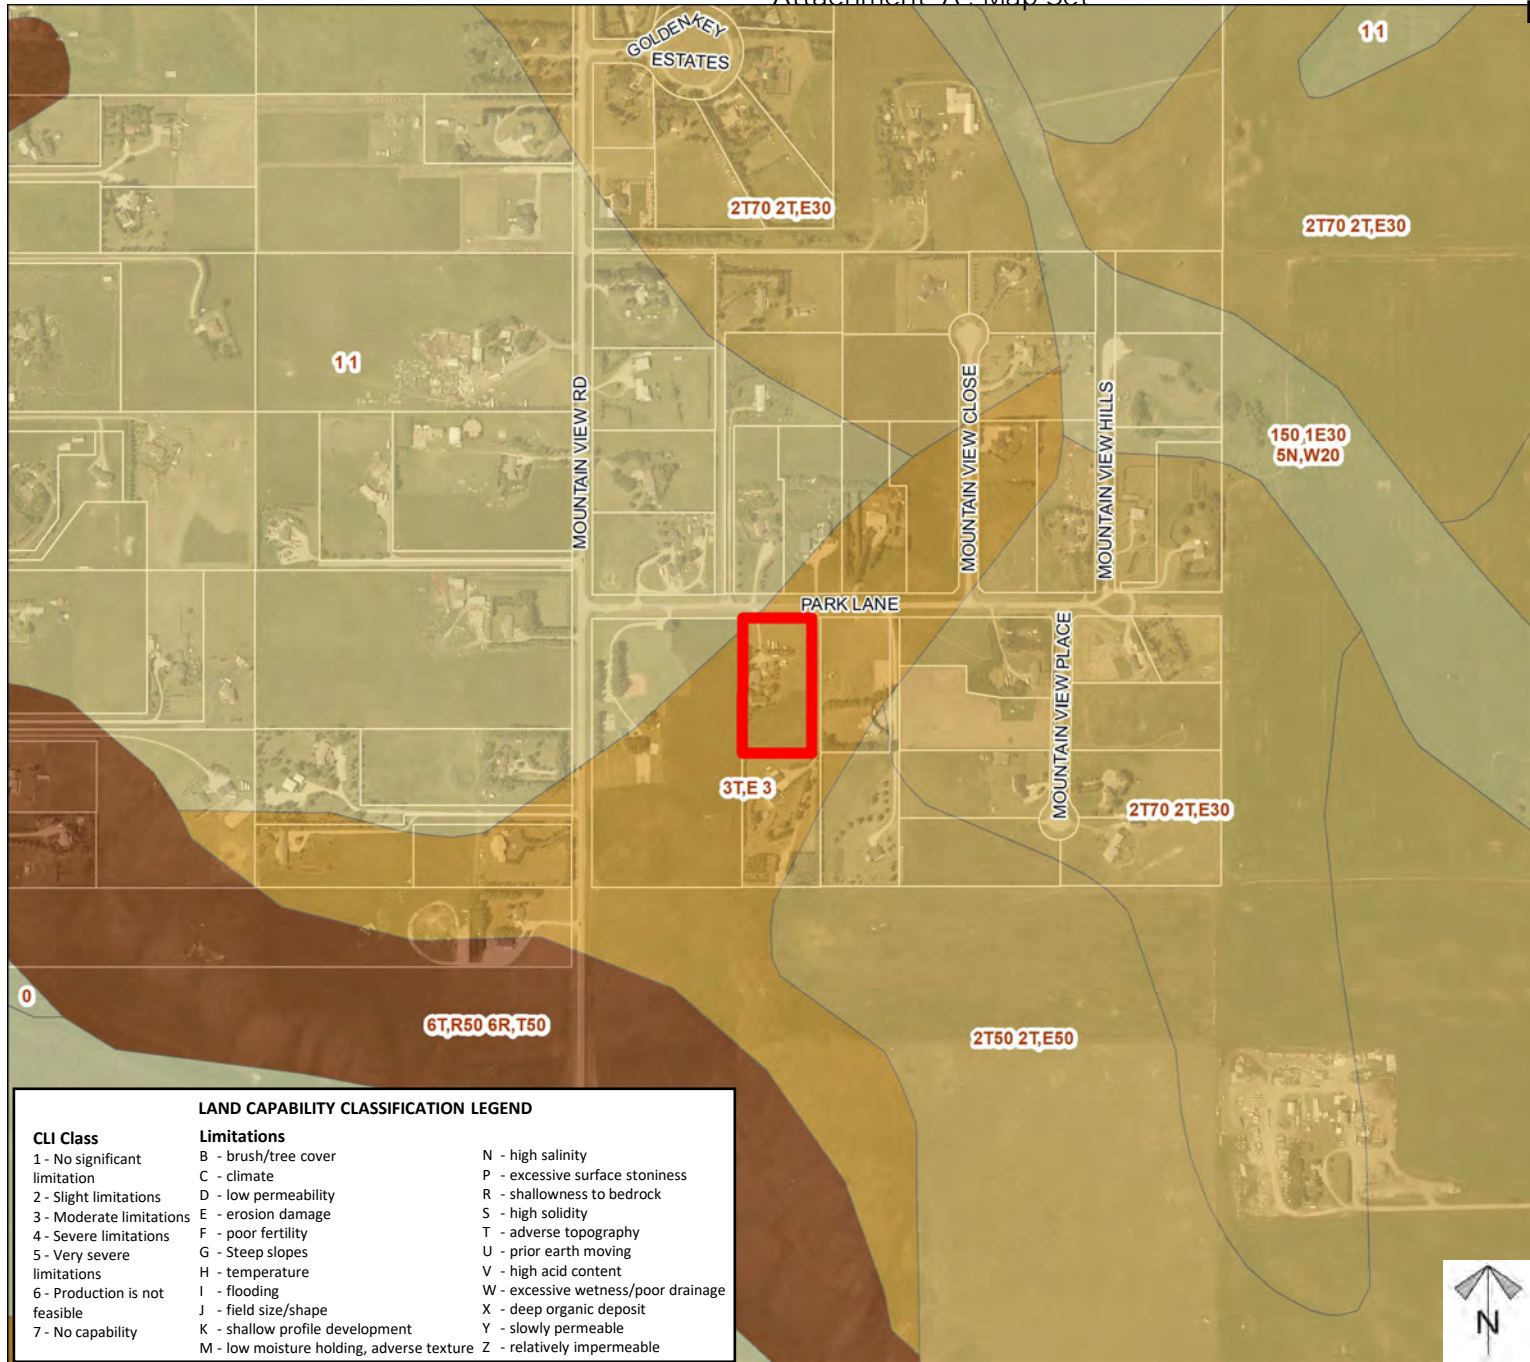 Attachment 'A': Map Set
11
GOLDENKEY
ESTATES
2T70 2T,E30
2T70 2T,E30
11
MOUNTAIN VIEW RD
MOUNTAIN VIEW CLOSE
MOUNTAIN VIEW HILLS
150 1E30
5N,W20
PARK LANE
MOUNTAIN VIEW PLACE
3T,E 3
2T70 2T,E30
0
6T,R50 6R,T50
2T50 2T,E50
LAND CAPABILITY CLASSIFICATION LEGEND
CLI Class
1 - No significant
limitation
2 - Slight limitations
3 - Moderate limitations
4 - Severe limitations
5 - Very severe
limitations
6 - Production is not
feasible
7 - No capability
Limitations
B - brush/tree cover
C - climate
D - low permeability
E - erosion damage
F - poor fertility
G - Steep slopes
H - temperature
I - flooding
J - field size/shape
K - shallow profile development
M - low moisture holding, adverse texture
N - high salinity
P - excessive surface stoniness
R - shallowness to bedrock
S - high solidity
T - adverse topography
U - prior earth moving
V - high acid content
W - excessive wetness/poor drainage
X - deep organic deposit
Y - slowly permeable
Z - relatively impermeable
N